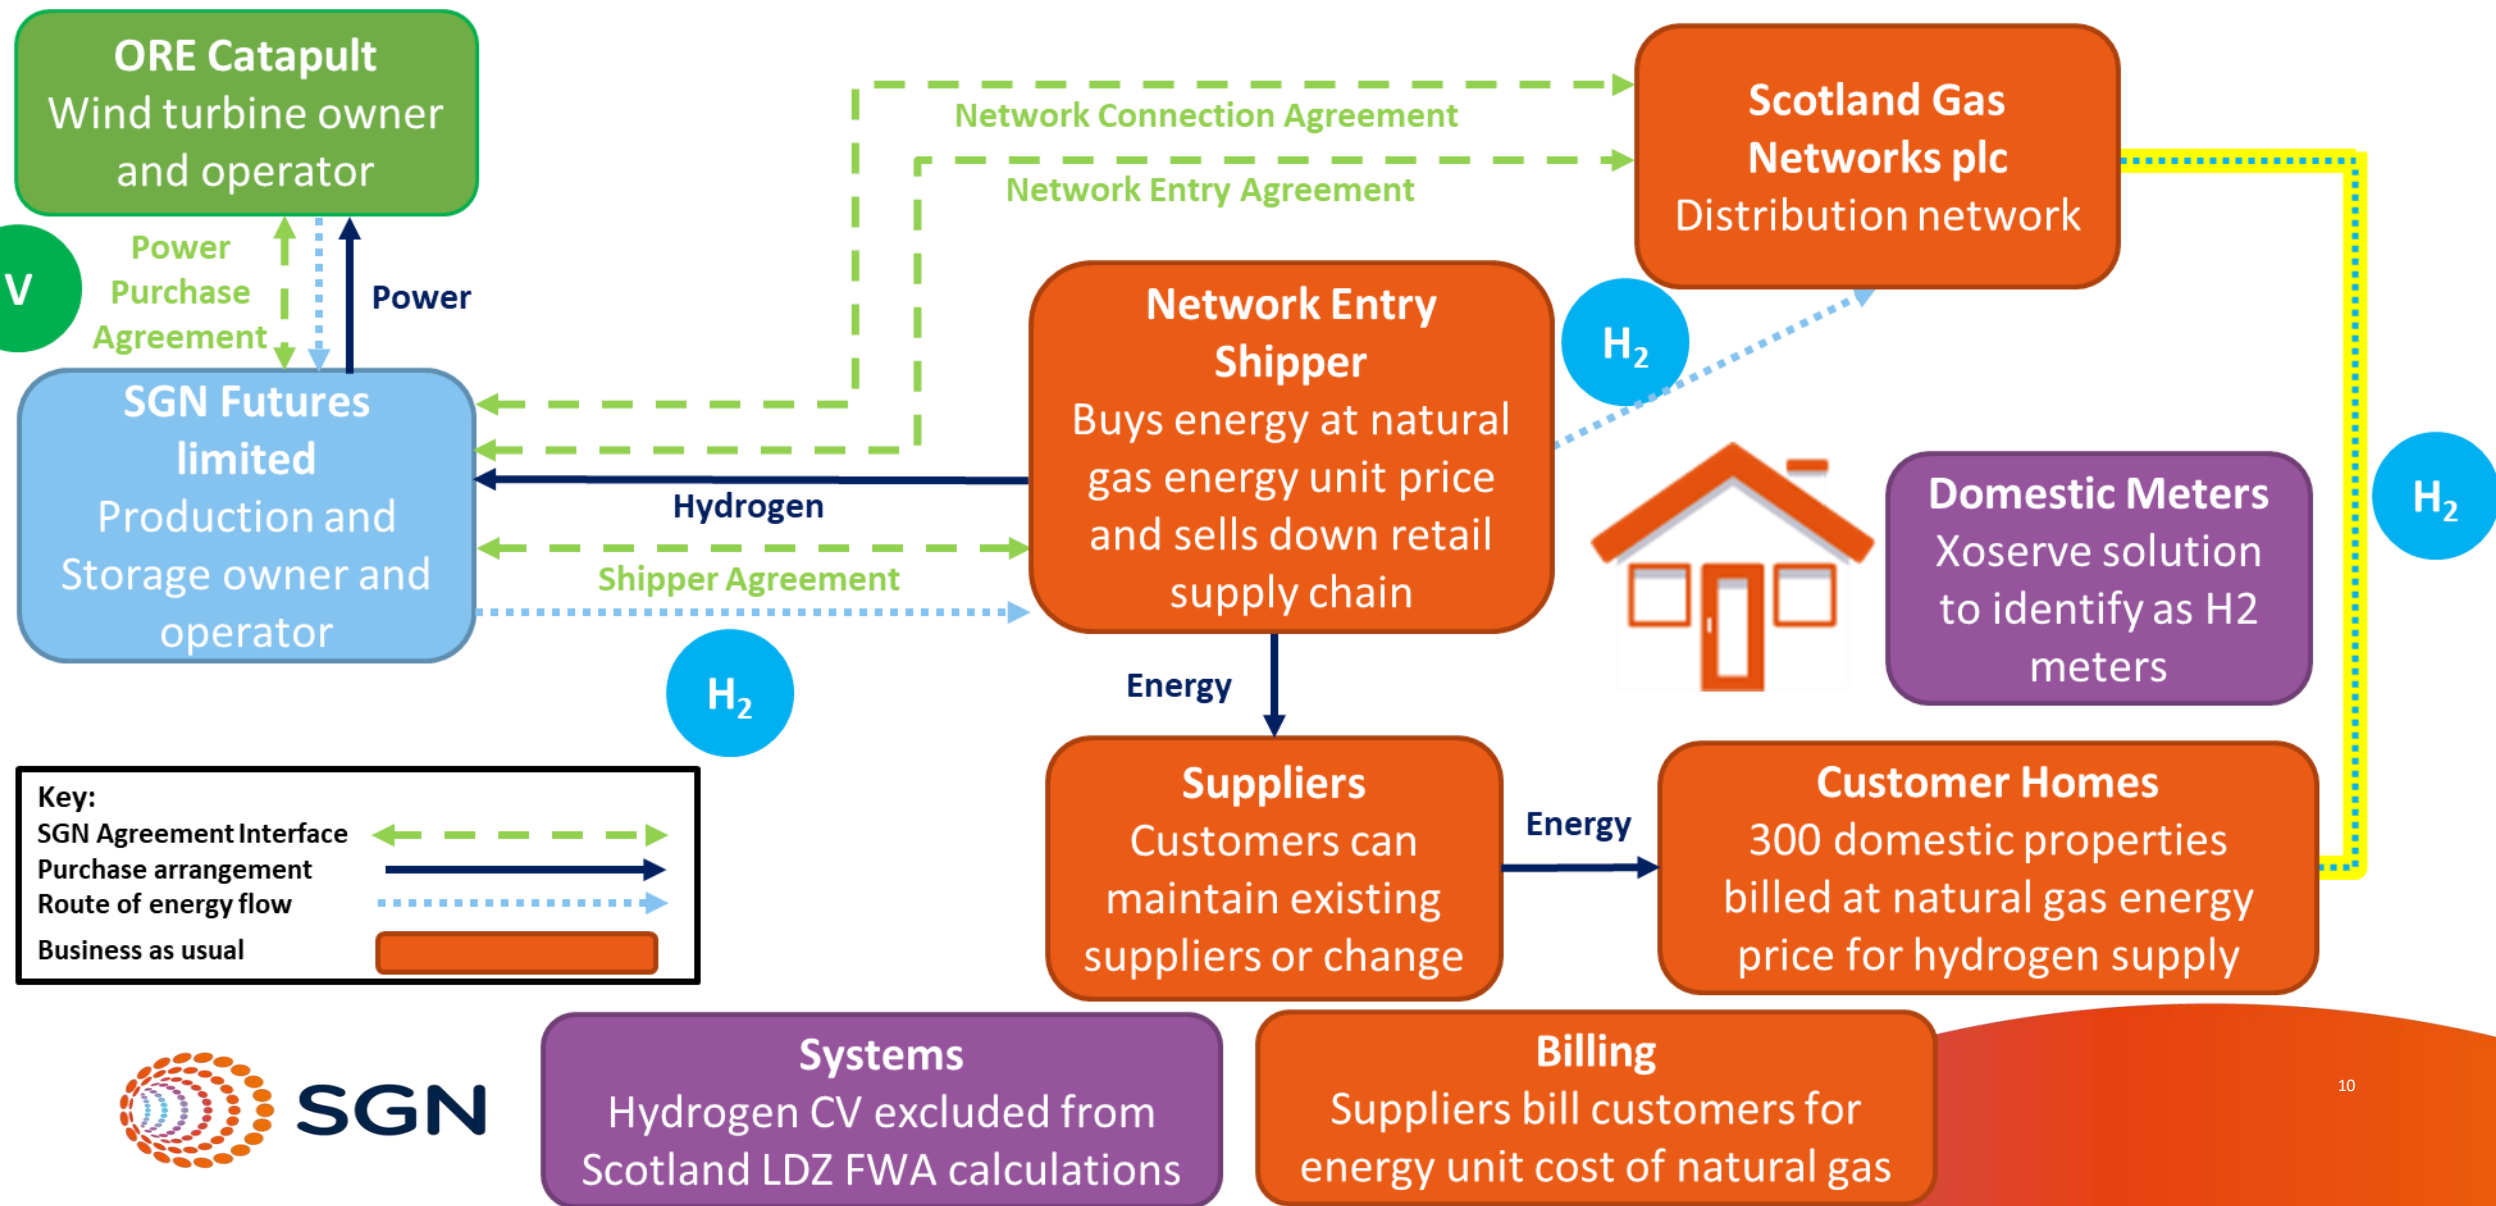 ORE Catapult
Wind turbine owner
and operator
Network Connection Agreement
Network Entry Agreement
Scotland Gas
Networks plc
Distribution network
V
Power
Purchase
Agreement
Power
SGN Futures
limited
Production and
Storage owner and
operator
Hydrogen
Shipper Agreement
H₂
Network Entry
Shipper
Buys energy at natural
gas energy unit price
and sells down retail
supply chain
H₂
Domestic Meters
Xoserve solution
to identify as H2
meters
H₂
Energy
Suppliers
Customers can
maintain existing
suppliers or change
Energy
Customer Homes
300 domestic properties
billed at natural gas energy
price for hydrogen supply
Key:
SGN Agreement Interface
Purchase arrangement
Route of energy flow
Business as usual
SGN
Systems
Hydrogen CV excluded from
Scotland LDZ FWA calculations
Billing
Suppliers bill customers for
energy unit cost of natural gas
10